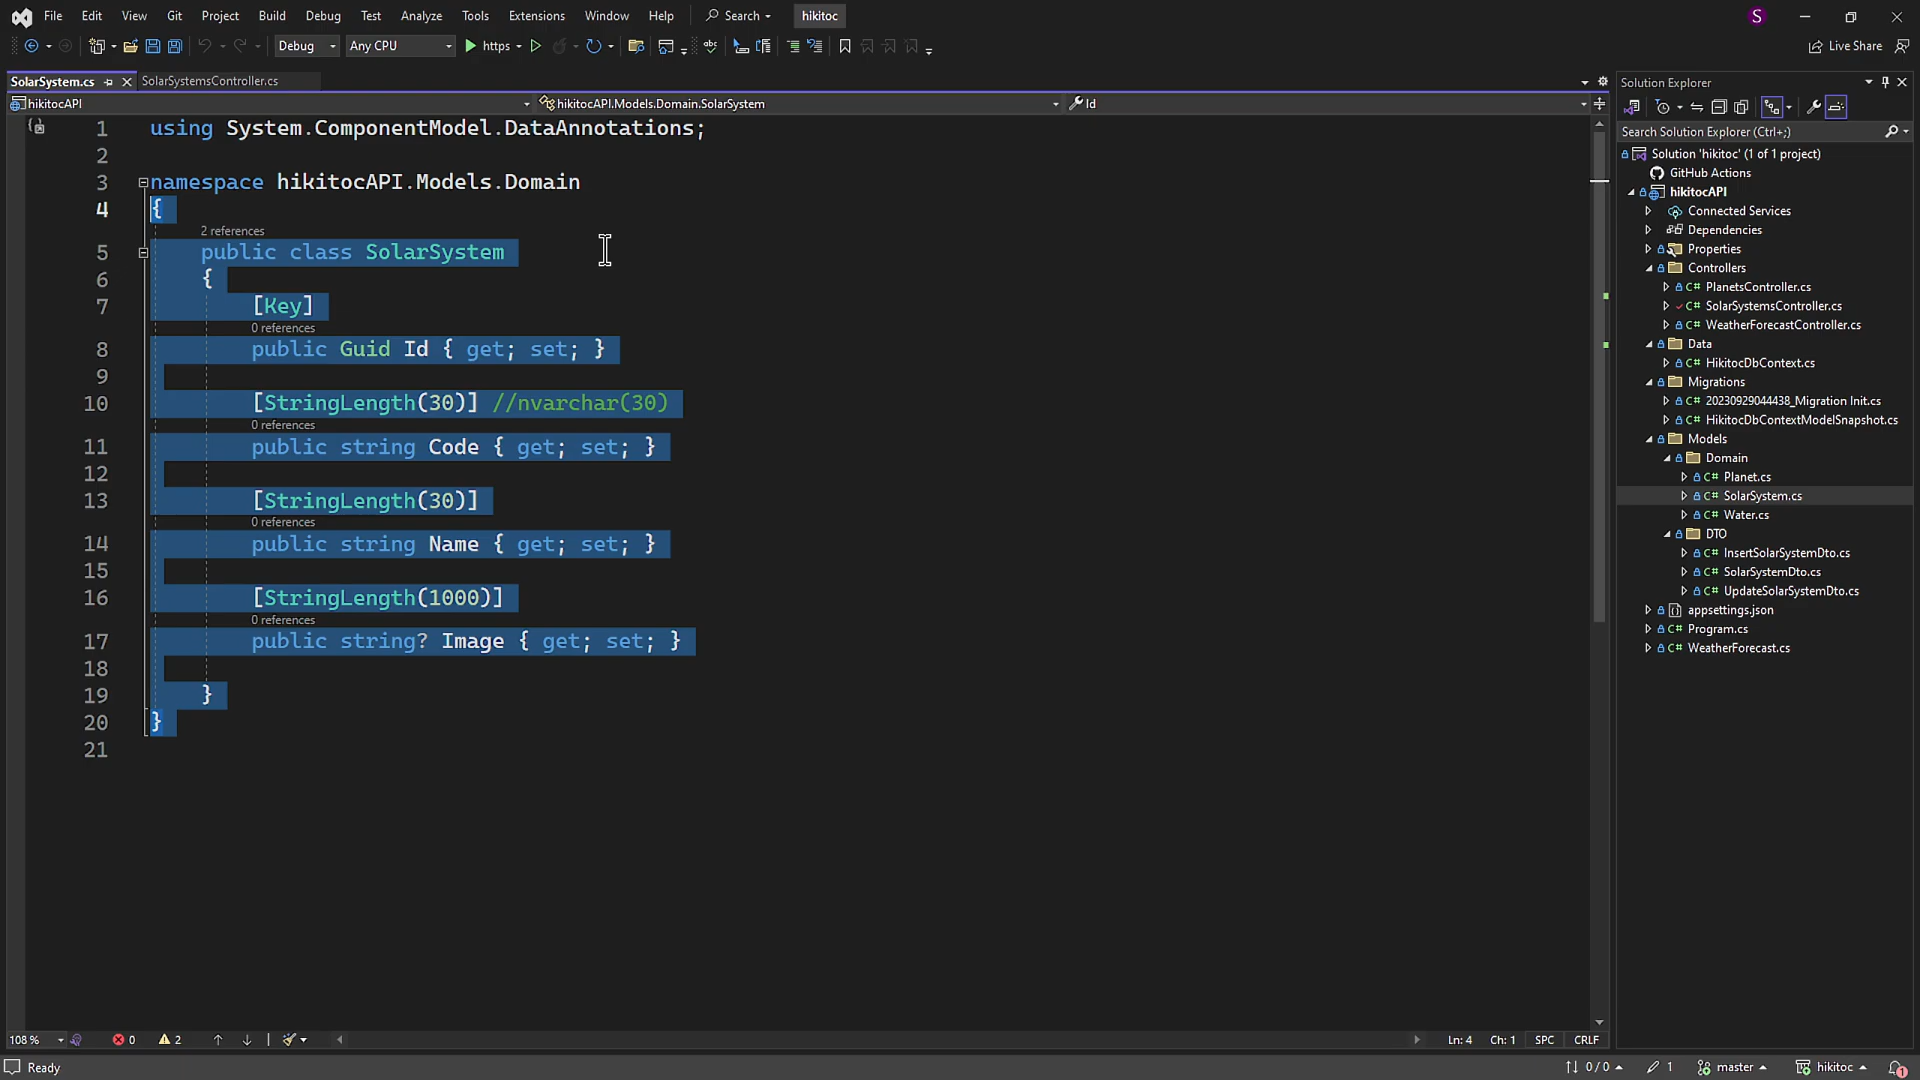 File Edit View Git Project Build Debug Test Analyze Tools Extensions Window Help Search hikitoc S
Debug Any CPU https Live Share
SolarSystem.cs SolarSystemsController.cs
hikitocAPI hikitocAPI.Models.Domain.SolarSystem Id
1 using System.ComponentModel.DataAnnotations;
2
3 namespace hikitocAPI.Models.Domain
4 {
2 references
5 public class SolarSystem
6 {
7 [Key]
0 references
8 public Guid Id { get; set; }
9
10 [StringLength(30)] //nvarchar(30)
0 references
11 public string Code { get; set; }
12
13 [StringLength(30)]
0 references
14 public string Name { get; set; }
15
16 [StringLength(1000)]
0 references
17 public string? Image { get; set; }
18
19 }
20 }
21
108 % 0 2 Ln: 4 Ch: 1 SPC CRLF
Solution Explorer
Search Solution Explorer (Ctrl+;)
Solution 'hikitoc' (1 of 1 project)
GitHub Actions
hikitocAPI
Connected Services
Dependencies
Properties
Controllers
C# PlanetsController.cs
C# SolarSystemsController.cs
C# WeatherForecastController.cs
Data
C# HikitocDbContext.cs
Migrations
C# 20230929044438_Migration Init.cs
C# HikitocDbContextModelSnapshot.cs
Models
Domain
C# Planet.cs
C# SolarSystem.cs
C# Water.cs
DTO
C# InsertSolarSystemDto.cs
C# SolarSystemDto.cs
C# UpdateSolarSystemDto.cs
appsettings.json
C# Program.cs
C# WeatherForecast.cs
Ready 0 / 0 1 master hikitoc 1